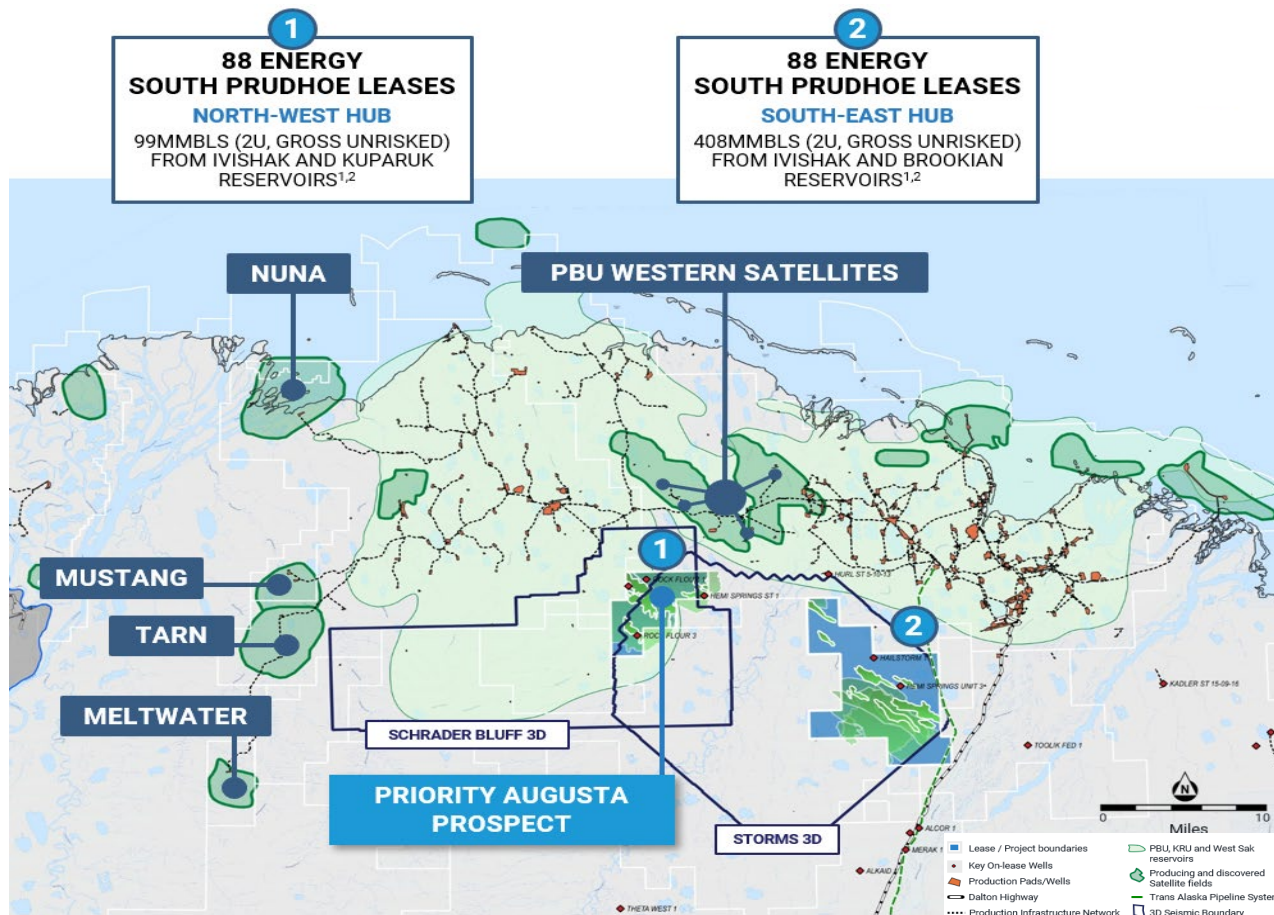 1
88 ENERGY
SOUTH PRUDHOE LEASES
NORTH-WEST HUB
99MMBLS (2U, GROSS UNRISKED)
FROM IVISHAK AND KUPARUK
RESERVOIRS1,2
2
88 ENERGY
SOUTH PRUDHOE LEASES
SOUTH-EAST HUB
408MMBLS (2U, GROSS UNRISKED)
FROM IVISHAK AND BROOKIAN
RESERVOIRS1,2
NUNA
PBU WESTERN SATELLITES
1
MUSTANG
ROCK FLOUR 1
HEMI SPRINGS ST 1
HURL ST 5-10-13
TARN
ROCK FLOUR 3
2
HAILSTORM 1
HEMI SPRINGS UNIT 3
KADLER ST 15-09-16
MELTWATER
SCHRADER BLUFF 3D
TOOLIK FED 1
PRIORITY AUGUSTA
PROSPECT
STORMS 3D
N
0
10
Miles
ALCOR 1
MERAK 1
ALKAID
THETA WEST 1
Lease / Project boundaries
Key On-lease Wells
Production Pads/Wells
Dalton Highway
Production Infrastructure Network
PBU, KRU and West Sak
reservoirs
Producing and discovered
Satellite fields
Trans Alaska Pipeline System
3D Seismic Boundary